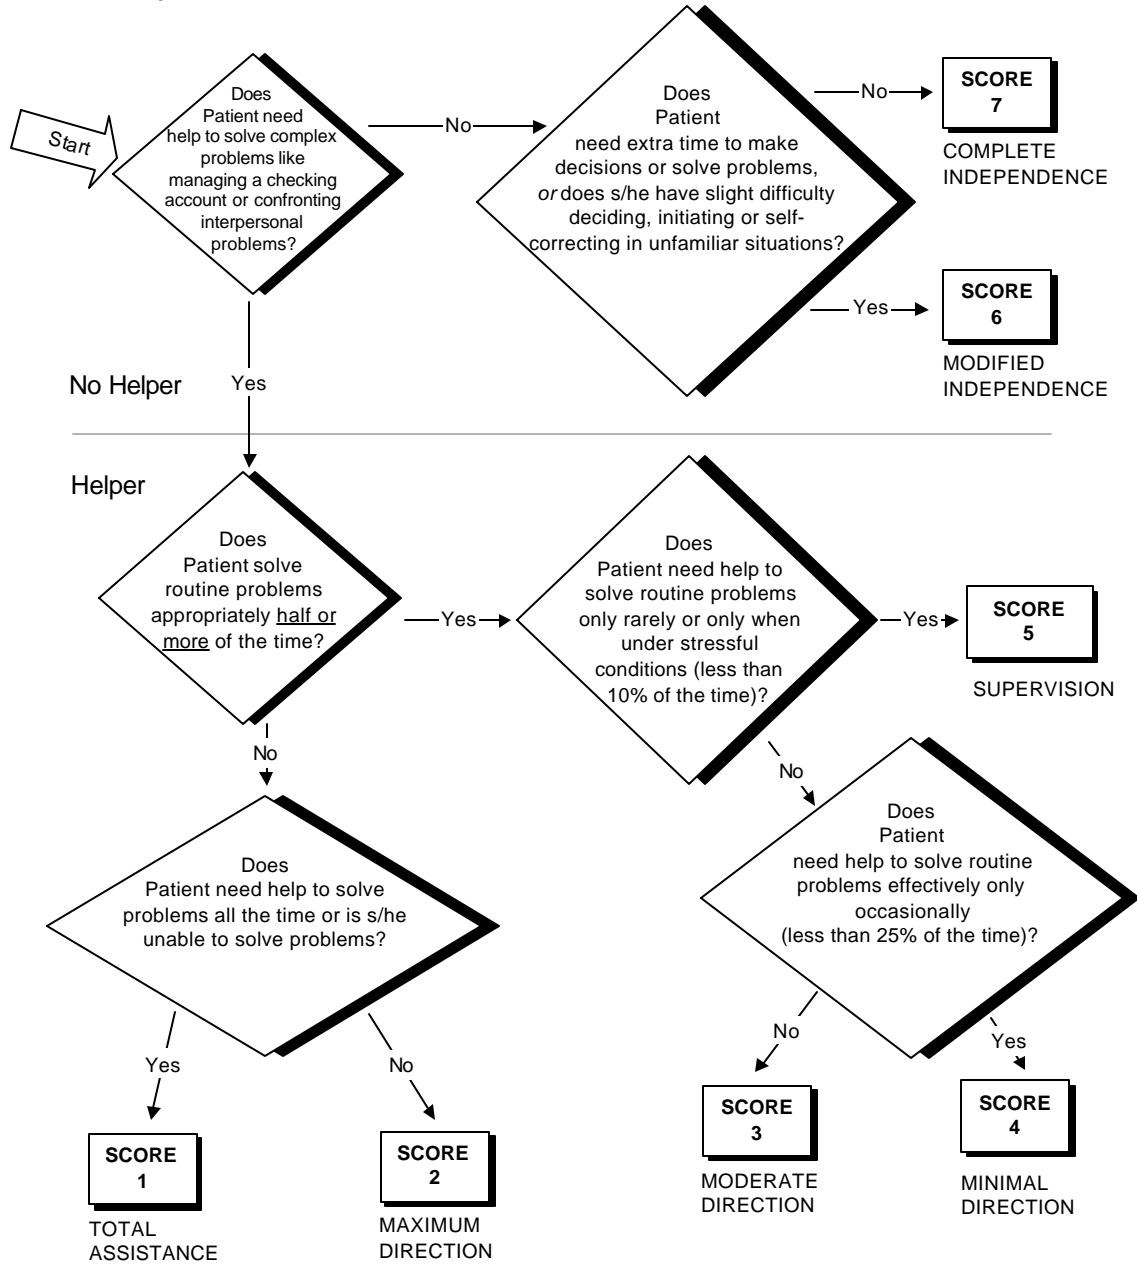 Start
Does
Patient need
help to solve complex
problems like
managing a checking
account or confronting
interpersonal
problems?
No
Does
Patient
need extra time to make
decisions or solve problems,
or does s/he have slight difficulty
deciding, initiating or self-
correcting in unfamiliar situations?
No
SCORE
7
COMPLETE
INDEPENDENCE
Yes
SCORE
6
MODIFIED
INDEPENDENCE
No Helper
Yes
Helper
Does
Patient solve
routine problems
appropriately half or
more of the time?
Yes
Does
Patient need help to
solve routine problems
only rarely or only when
under stressful
conditions (less than
10% of the time)?
Yes
SCORE
5
SUPERVISION
No
No
Does
Patient need help to solve
problems all the time or is s/he
unable to solve problems?
Does
Patient
need help to solve routine
problems effectively only
occasionally
(less than 25% of the time)?
Yes
No
No
Yes
SCORE
1
TOTAL
ASSISTANCE
SCORE
2
MAXIMUM
DIRECTION
SCORE
3
MODERATE
DIRECTION
SCORE
4
MINIMAL
DIRECTION